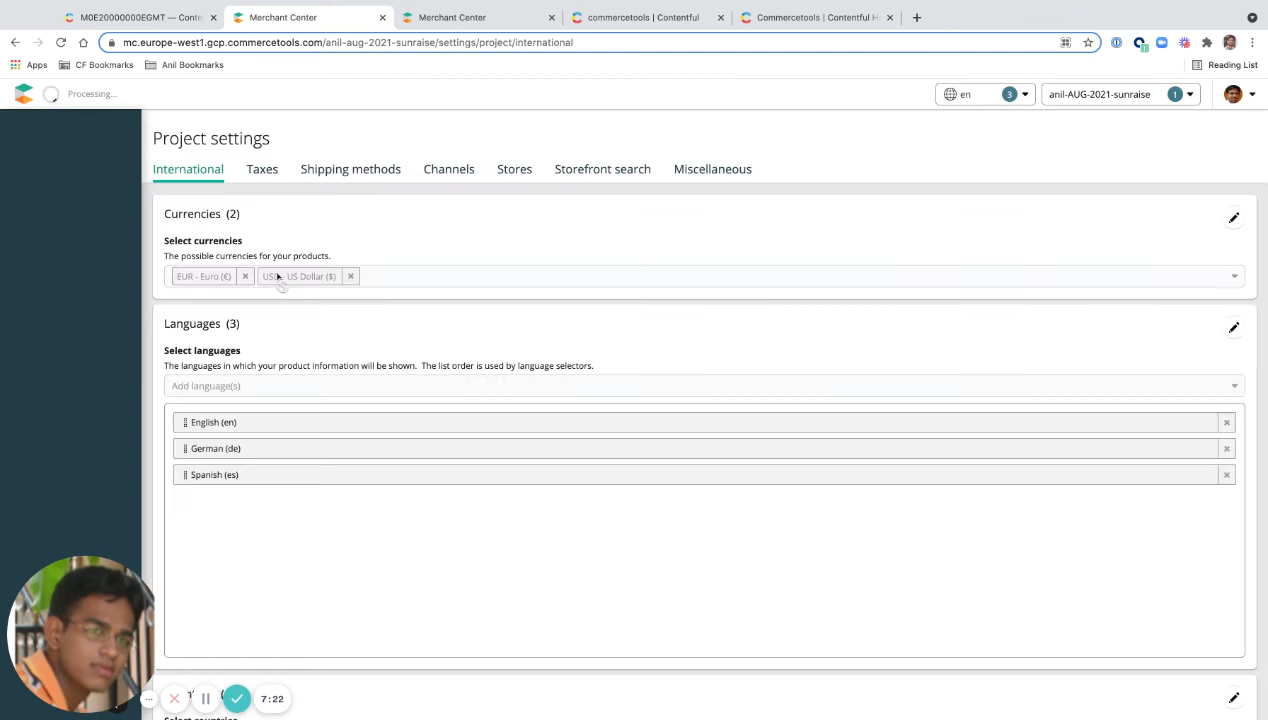 M0E20000000EGMT — Conte
Merchant Center
Merchant Center
commercetools | Contentful
Commercetools | Contentful H
mc.europe-west1.gcp.commercetools.com/anil-aug-2021-sunraise/settings/project/international
Apps
CF Bookmarks
Anil Bookmarks
Reading List
Processing...
en
3
anil-AUG-2021-sunraise
1
Project settings
International
Taxes
Shipping methods
Channels
Stores
Storefront search
Miscellaneous
Currencies (2)
Select currencies
The possible currencies for your products.
EUR - Euro (€)
USD - US Dollar ($)
Languages (3)
Select languages
The languages in which your product information will be shown. The list order is used by language selectors.
Add language(s)
English (en)
German (de)
Spanish (es)
7:22